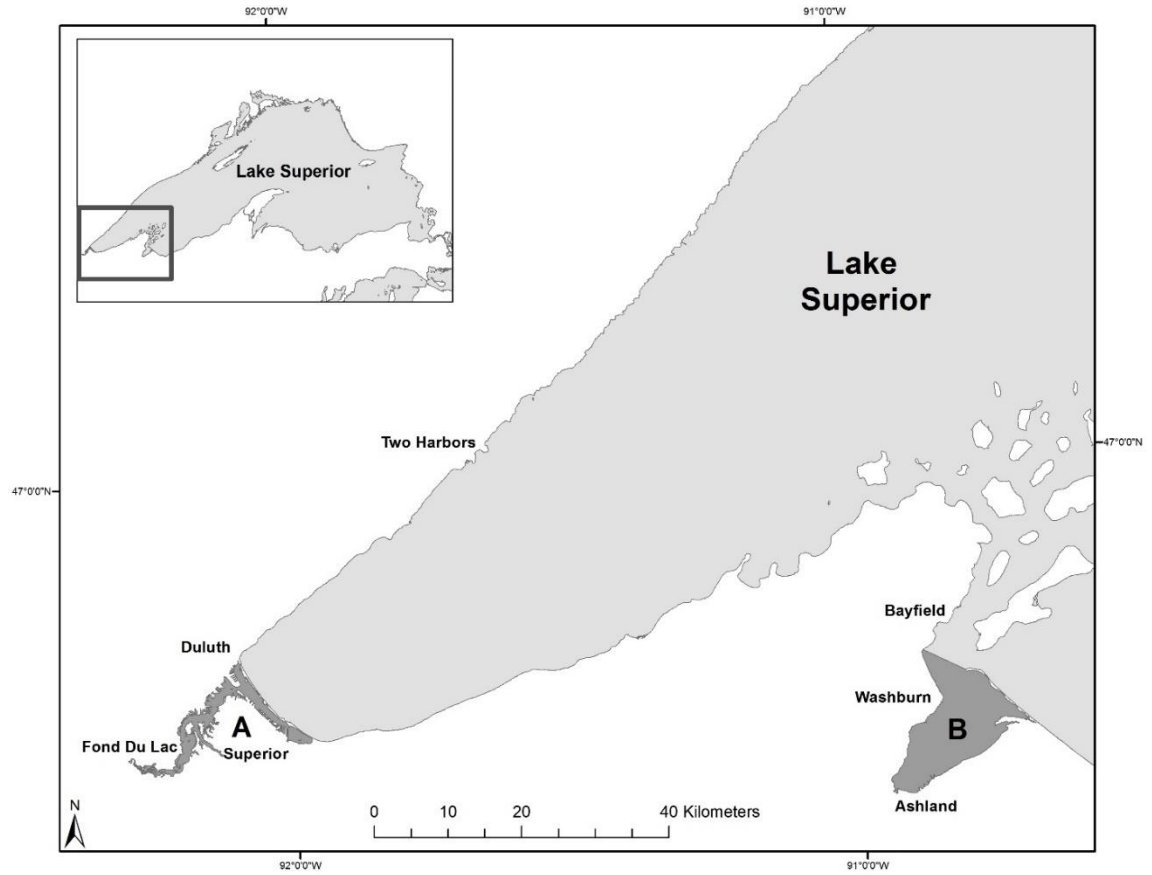 92°0'0"W
91°0'0"W
Lake Superior
Lake
Superior
Two Harbors
47°0'0"N
47°0'0"N
Bayfield
Duluth
Washburn
A
B
Fond Du Lac
Superior
Ashland
N
0 10 20 40 Kilometers
92°0'0"W
91°0'0"W